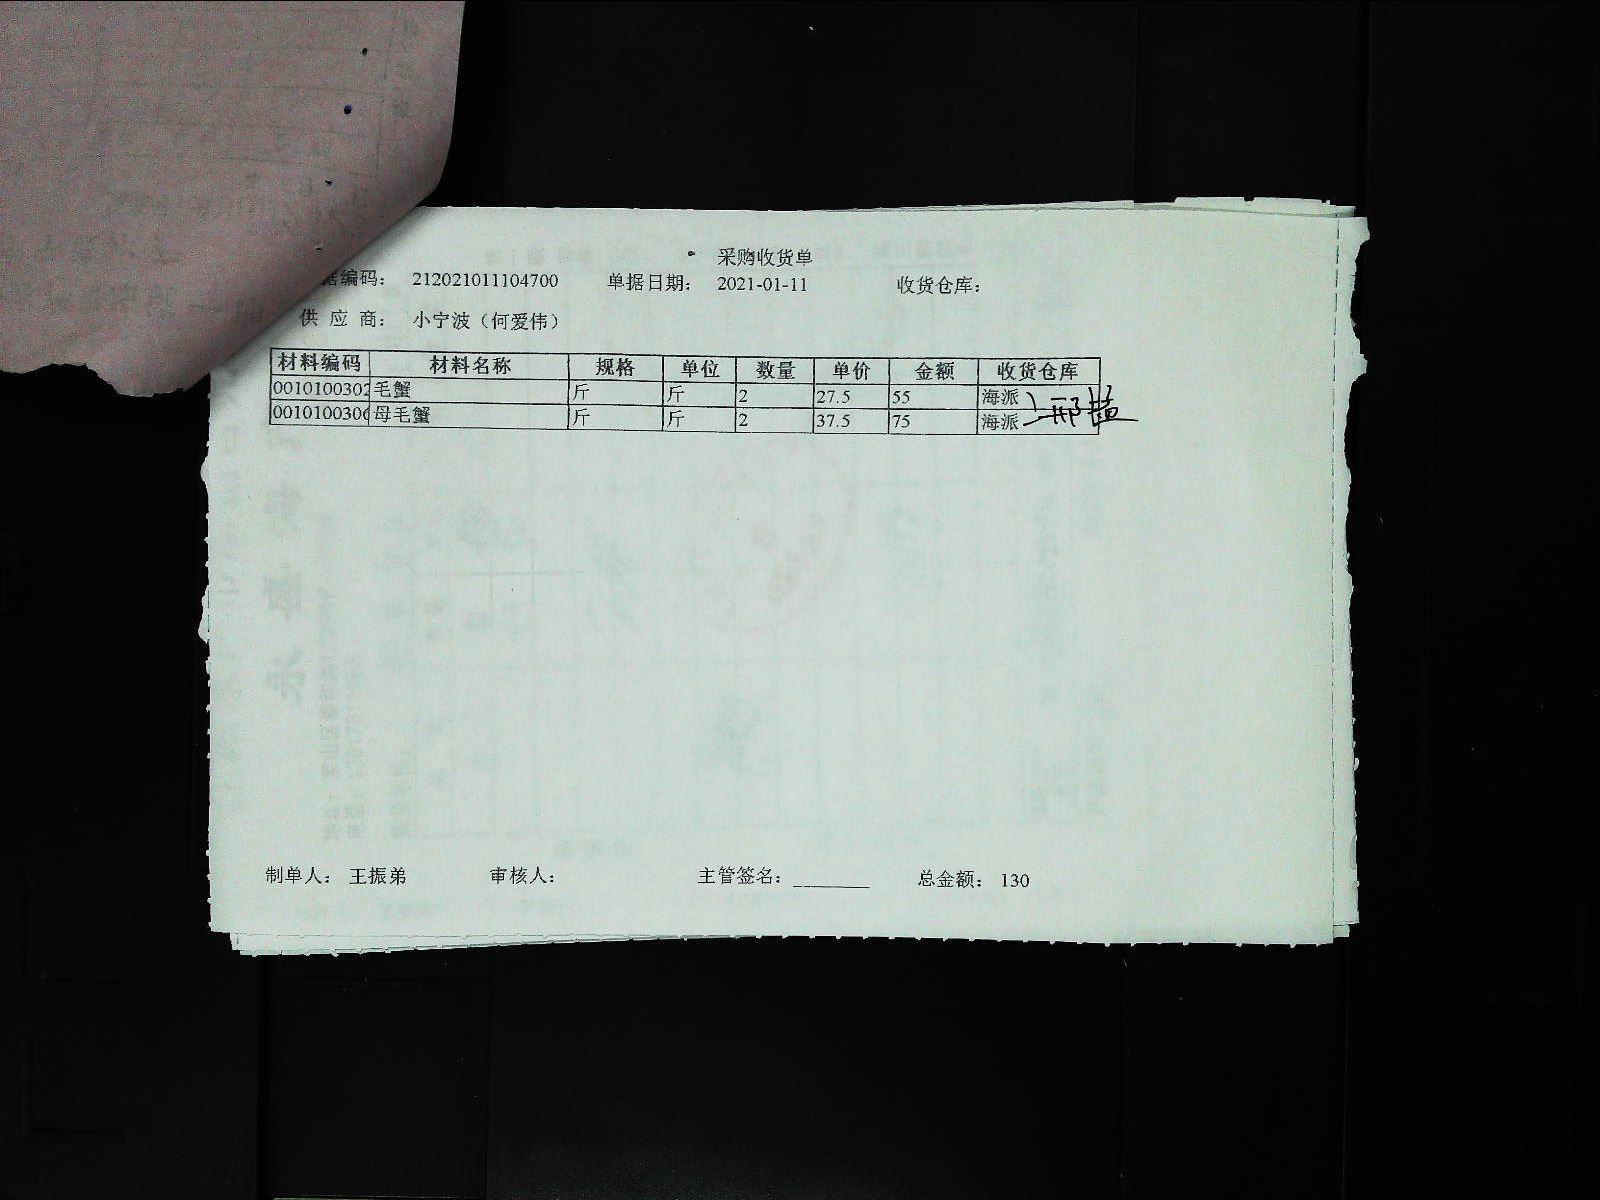 采购收货单
据编码： 212021011104700 单据日期： 2021-01-11 收货仓库：
供 应 商： 小宁波（何爱伟）
材料编码 材料名称 规格 单位 数量 单价 金额 收货仓库
0010100302 毛蟹 斤 斤 2 27.5 55 海派
0010100306 母毛蟹 斤 斤 2 37.5 75 海派
制单人： 王振弟 审核人： 主管签名：________ 总金额： 130